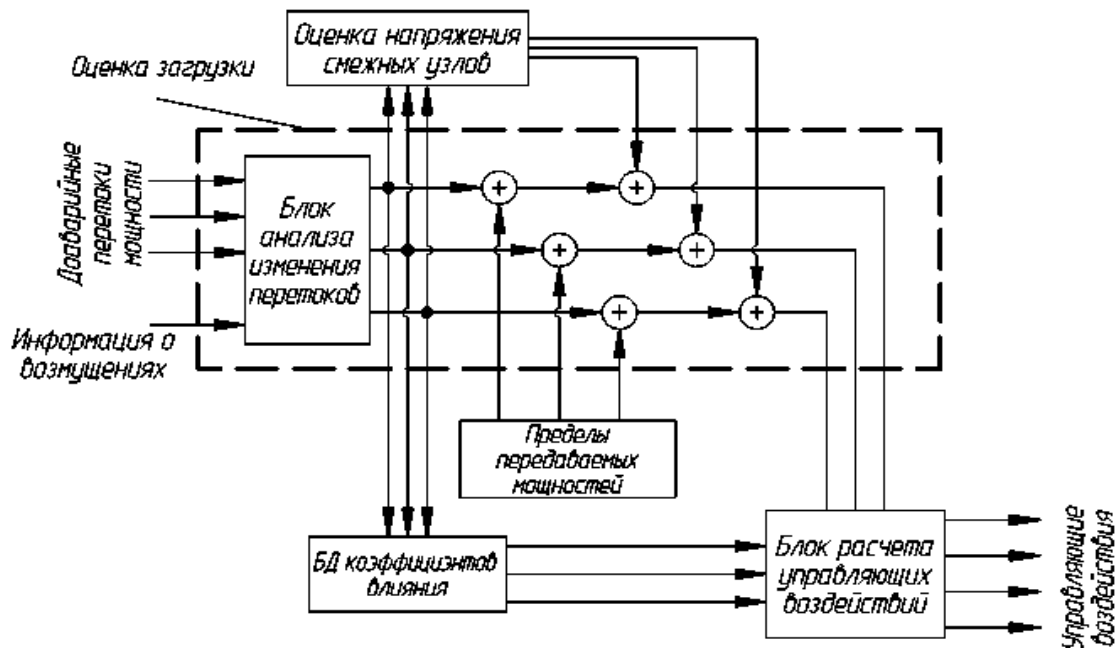 Оценка напряжения
смежных узлов
Оценка загрузки
Доаварийные
перетоки
мощности
Блок
анализа
изменения
перетоков
+
+
+
+
+
+
Информация о
возмущениях
Пределы
передаваемых
мощностей
БД коэффициэнтов
влияния
Блок расчета
управляющих
воздействий
Управляющие
воздействия